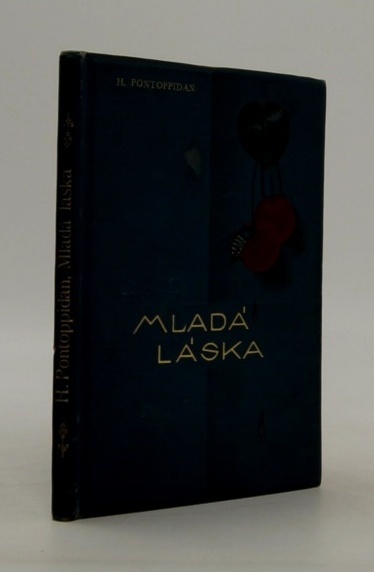 H. PONTOPPIDAN
MLADÁ
LÁSKA
H. Pontoppidan, Mladá láska